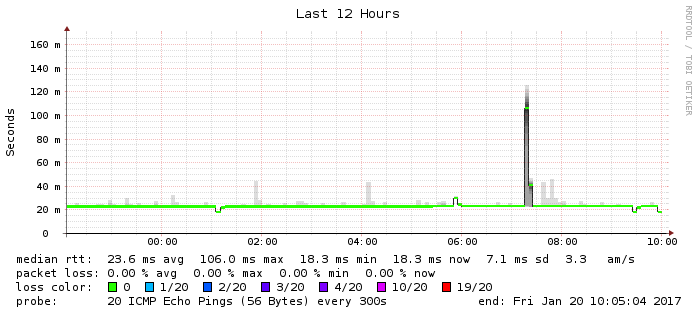 Last 12 Hours
RRDTOOL / TOBI OETIKER
Seconds
160 m
140 m
120 m
100 m
80 m
60 m
40 m
20 m
0
00:00 02:00 04:00 06:00 08:00 10:00
median rtt: 23.6 ms avg 106.0 ms max 18.3 ms min 18.3 ms now 7.1 ms sd 3.3 am/s
packet loss: 0.00 % avg 0.00 % max 0.00 % min 0.00 % now
loss color: 0 1/20 2/20 3/20 4/20 10/20 19/20
probe: 20 ICMP Echo Pings (56 Bytes) every 300s end: Fri Jan 20 10:05:04 2017